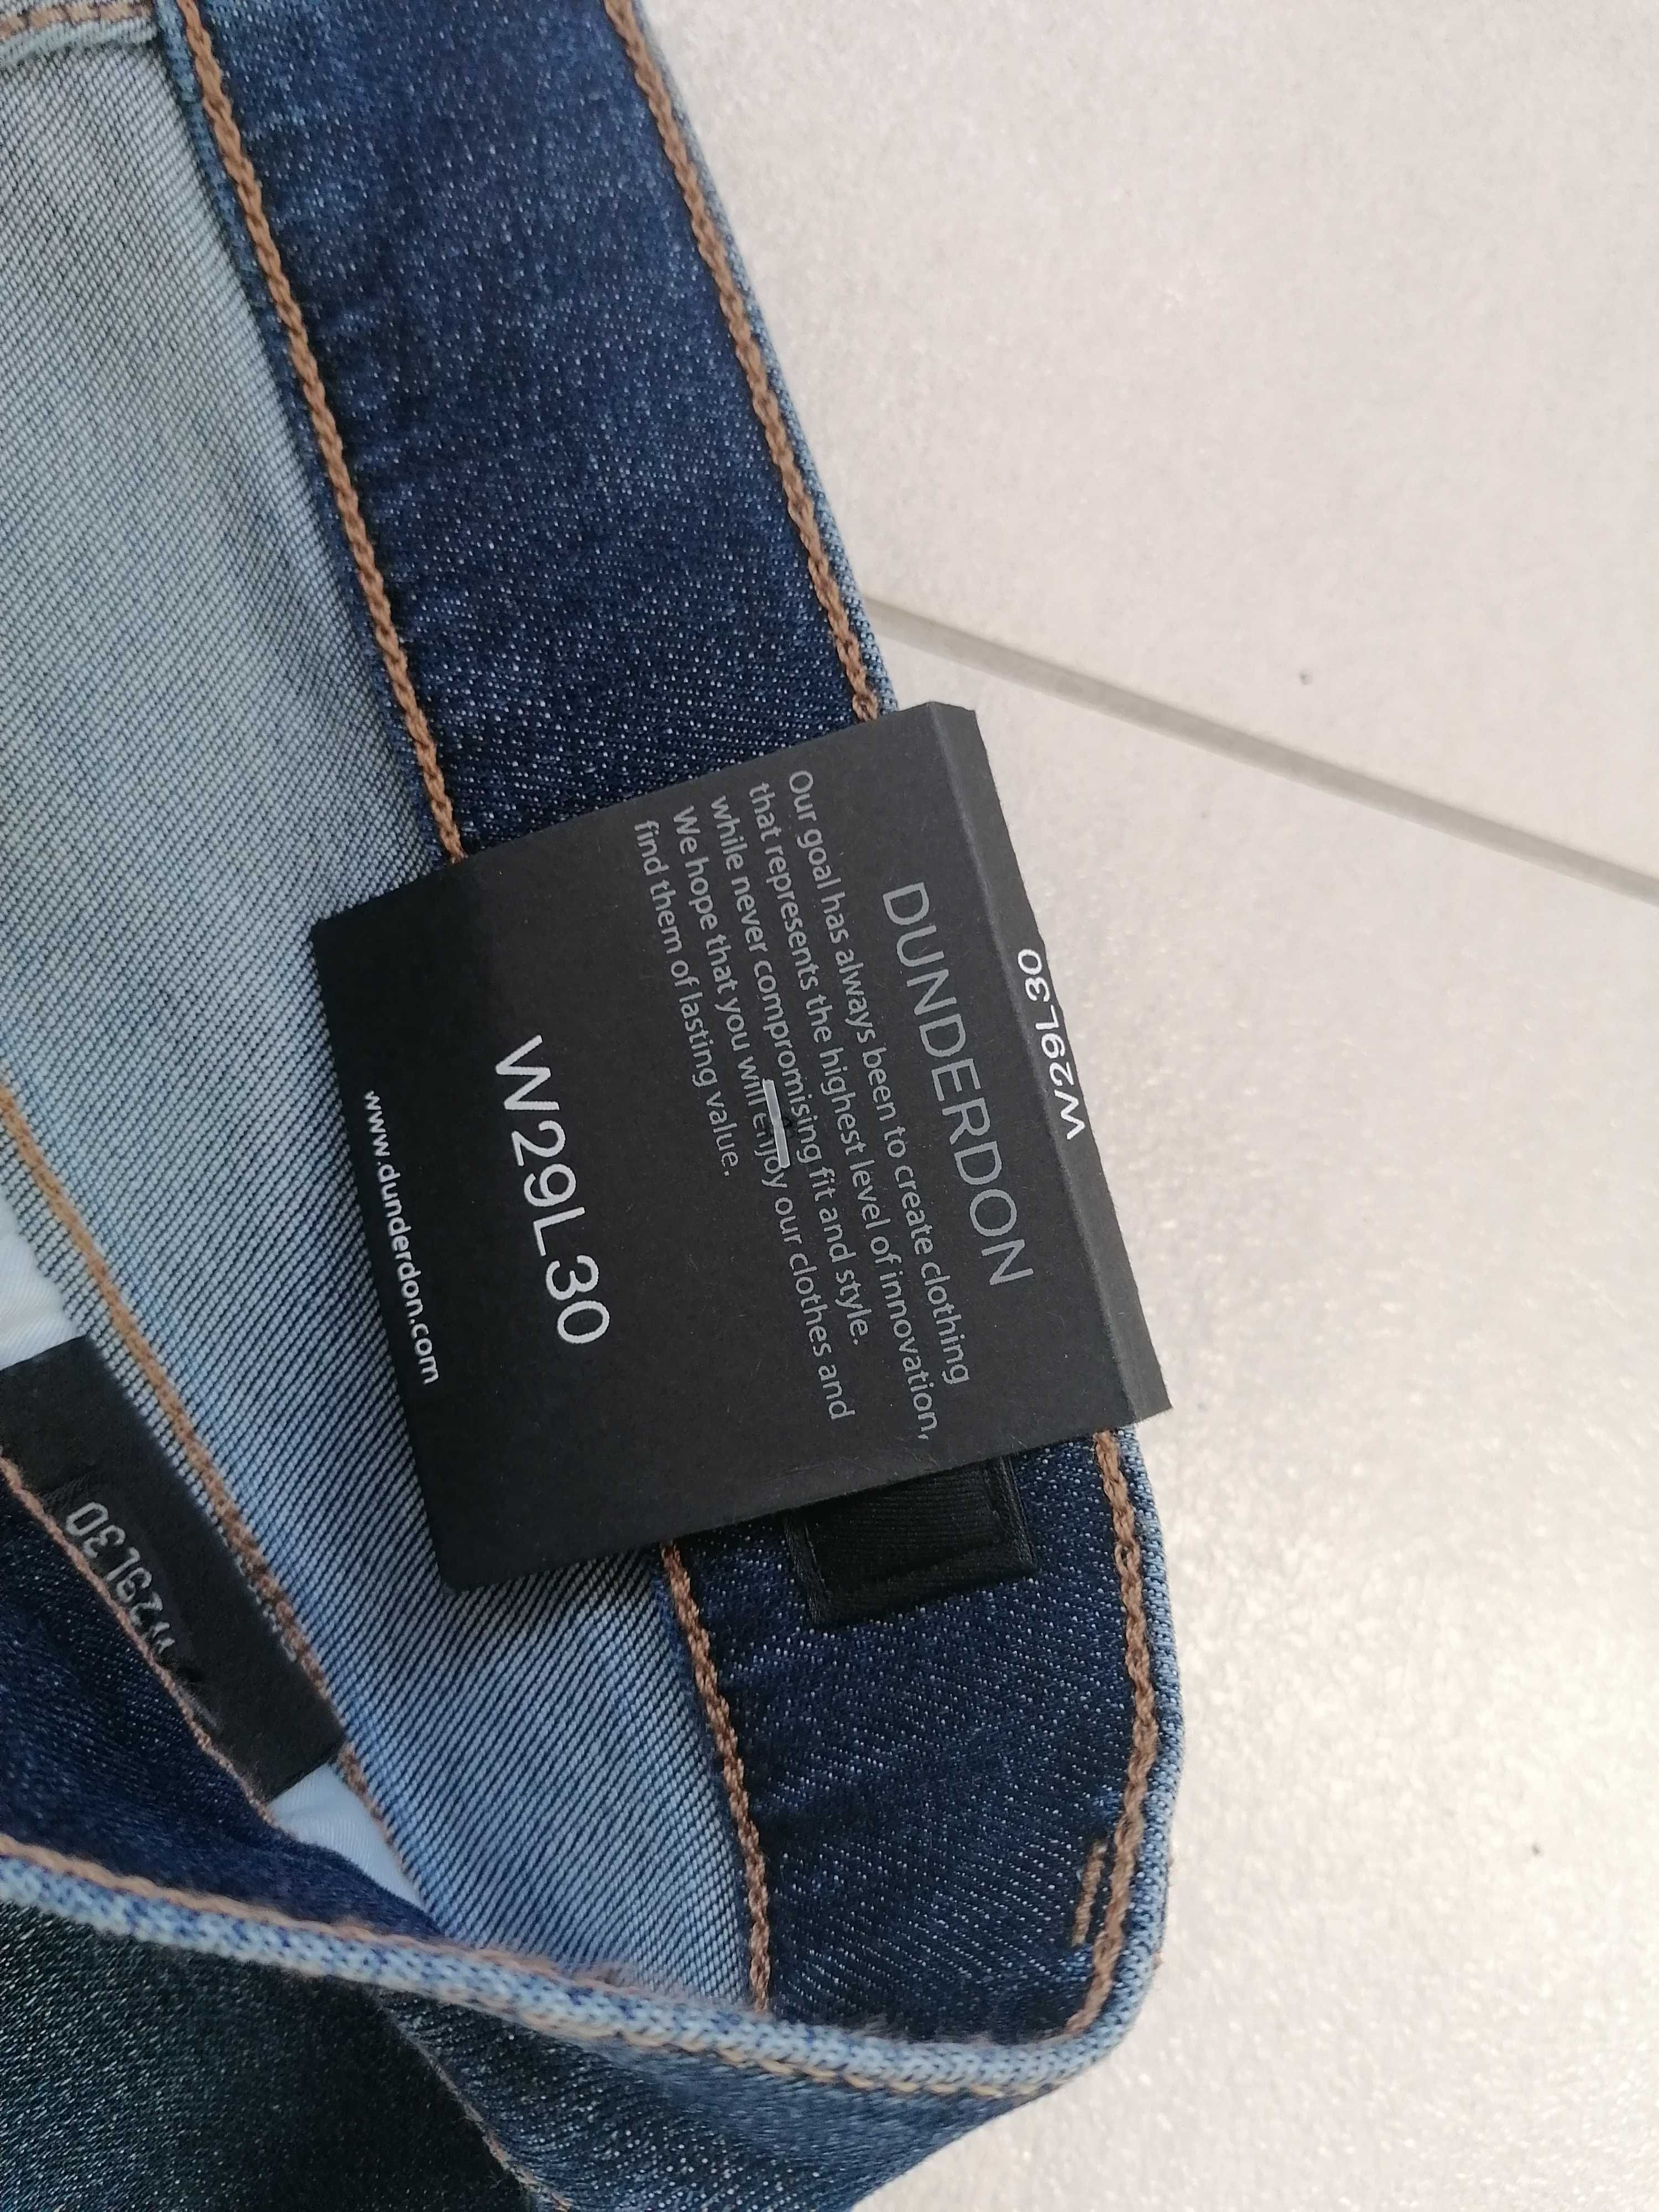 W29L30
DUNDERDON
Our goal has always been to create clothing
that represents the highest level of innovation,
while never compromising fit and style.
We hope that you will enjoy our clothes and
find them of lasting value.
W29L30
www.dunderdon.com
W29L30